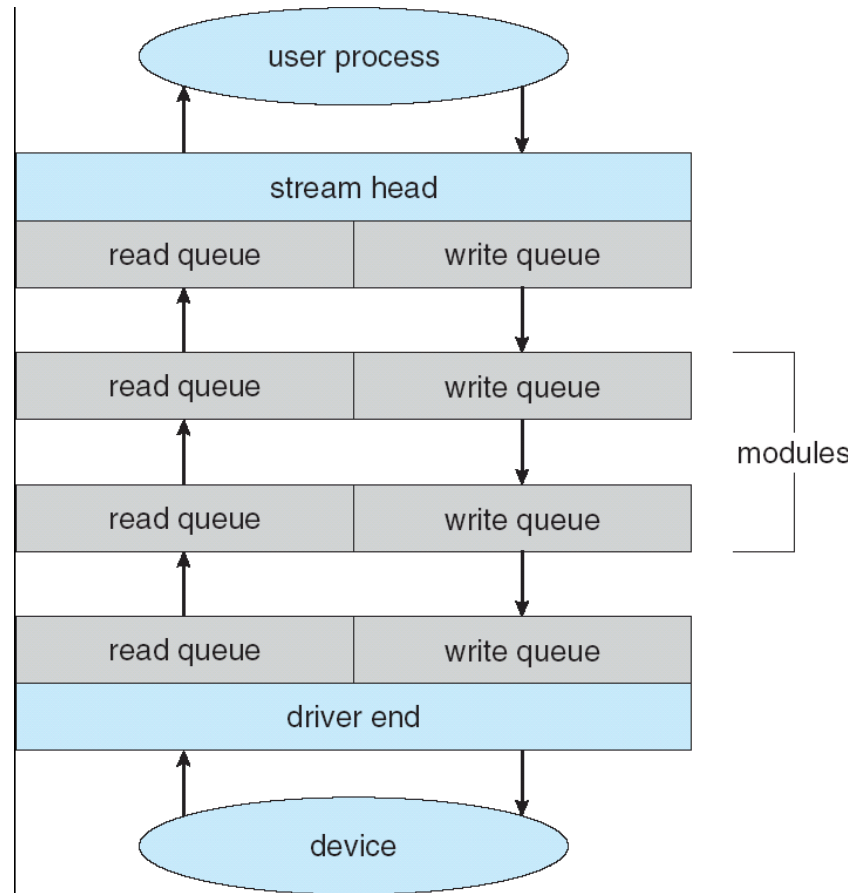 user process
stream head
read queue write queue
read queue write queue
modules
read queue write queue
read queue write queue
driver end
device